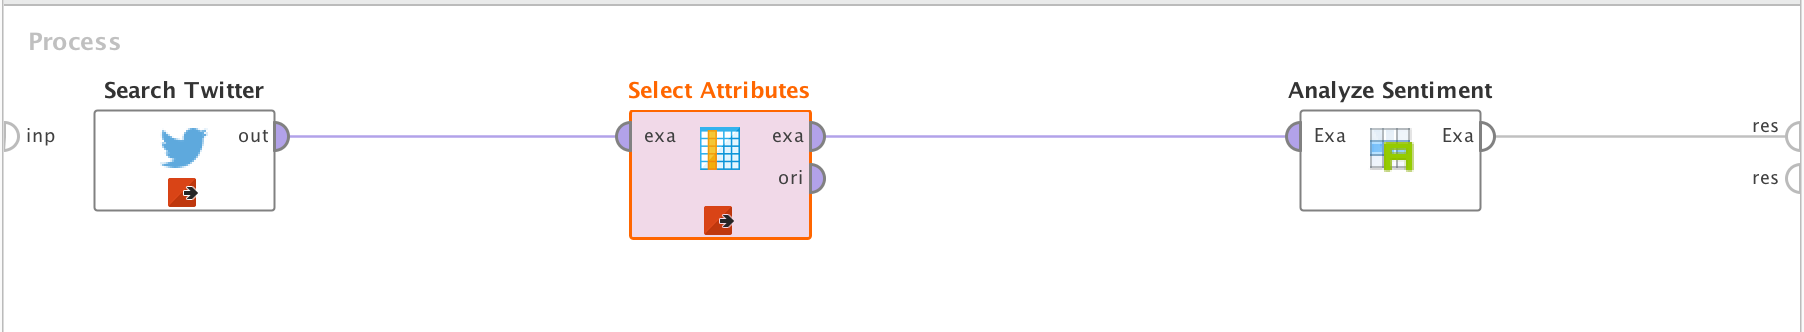 Process
Search Twitter
Select Attributes
Analyze Sentiment
inp
out
exa
exa
ori
Exa
Exa
res
res